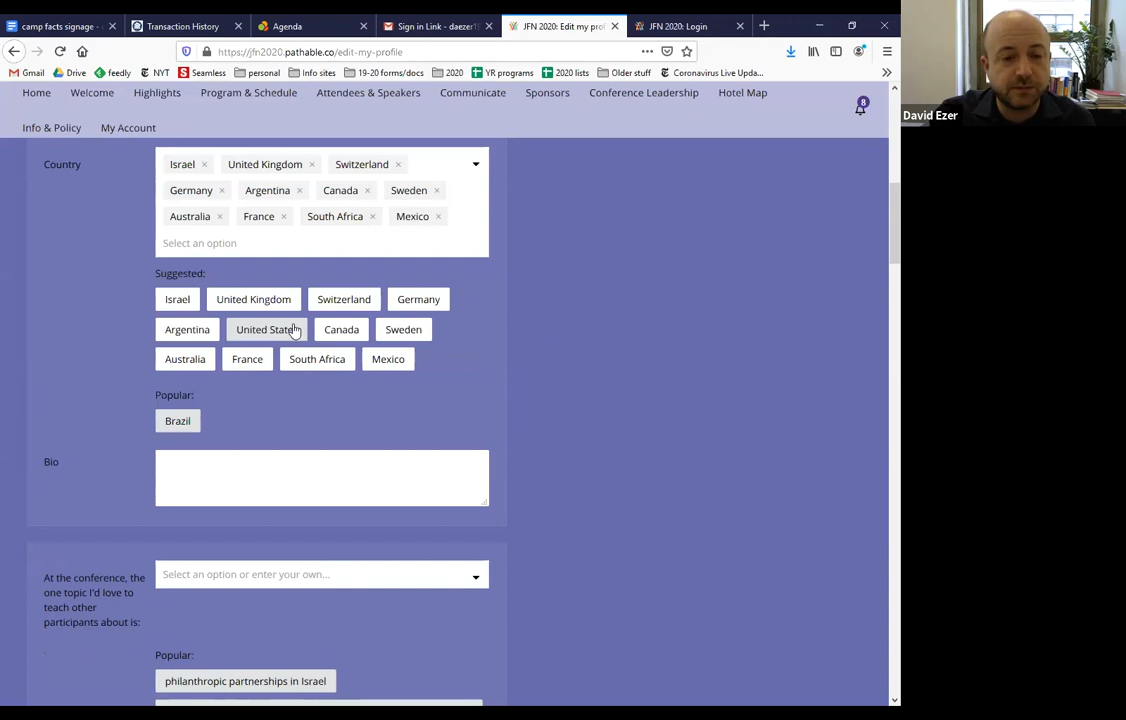 camp facts signage -
Transaction History
Agenda
Sign in Link - daezer1
JFN 2020: Edit my prof
JFN 2020: Login
https://jfn2020.pathable.co/edit-my-profile
Gmail Drive feedly NYT Seamless personal Info sites 19-20 forms/docs 2020 YR programs 2020 lists Older stuff Coronavirus Live Upda...
Home Welcome Highlights Program & Schedule Attendees & Speakers Communicate Sponsors Conference Leadership Hotel Map
8
Info & Policy My Account
David Ezer
Country
Israel × United Kingdom × Switzerland ×
Germany × Argentina × Canada × Sweden ×
Australia × France × South Africa × Mexico ×
Select an option
Suggested:
Israel United Kingdom Switzerland Germany
Argentina United States Canada Sweden
Australia France South Africa Mexico
Popular:
Brazil
Bio
At the conference, the
one topic I'd love to
teach other
participants about is:
Select an option or enter your own...
Popular:
philanthropic partnerships in Israel